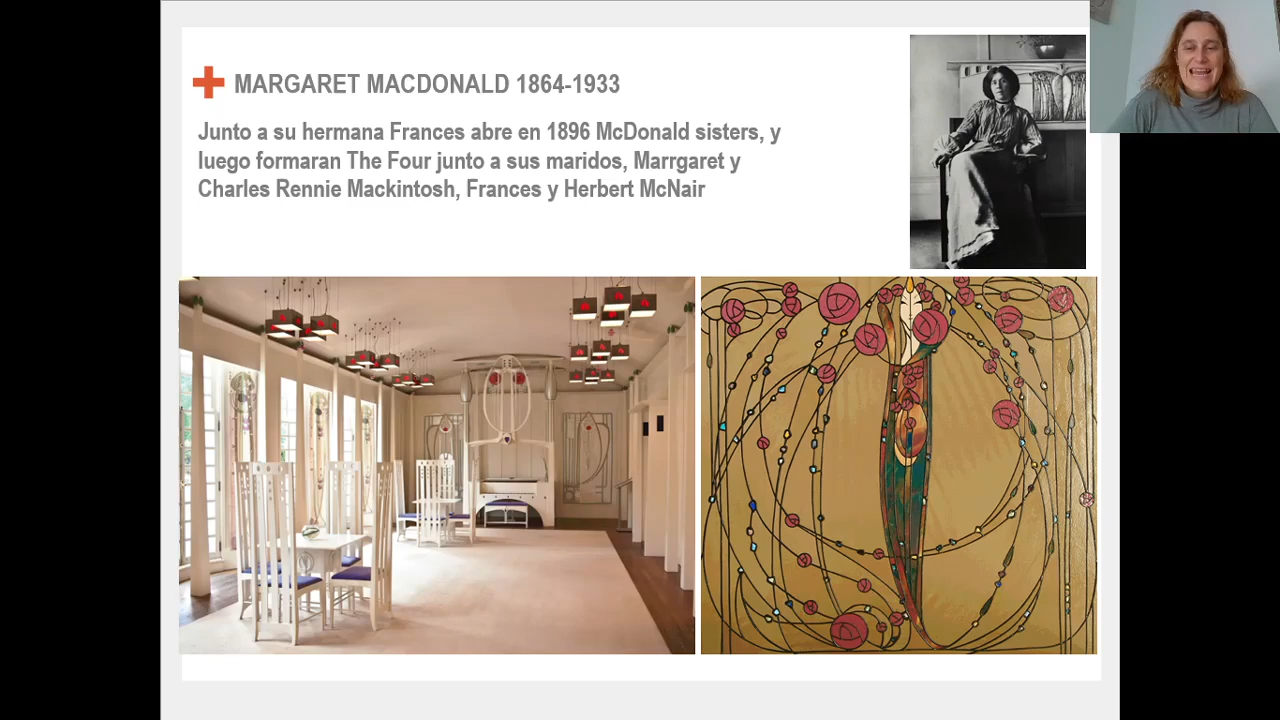 MARGARET MACDONALD 1864-1933
Junto a su hermana Frances abre en 1896 McDonald sisters, y
luego formaran The Four junto a sus maridos, Marrgaret y
Charles Rennie Mackintosh, Frances y Herbert McNair